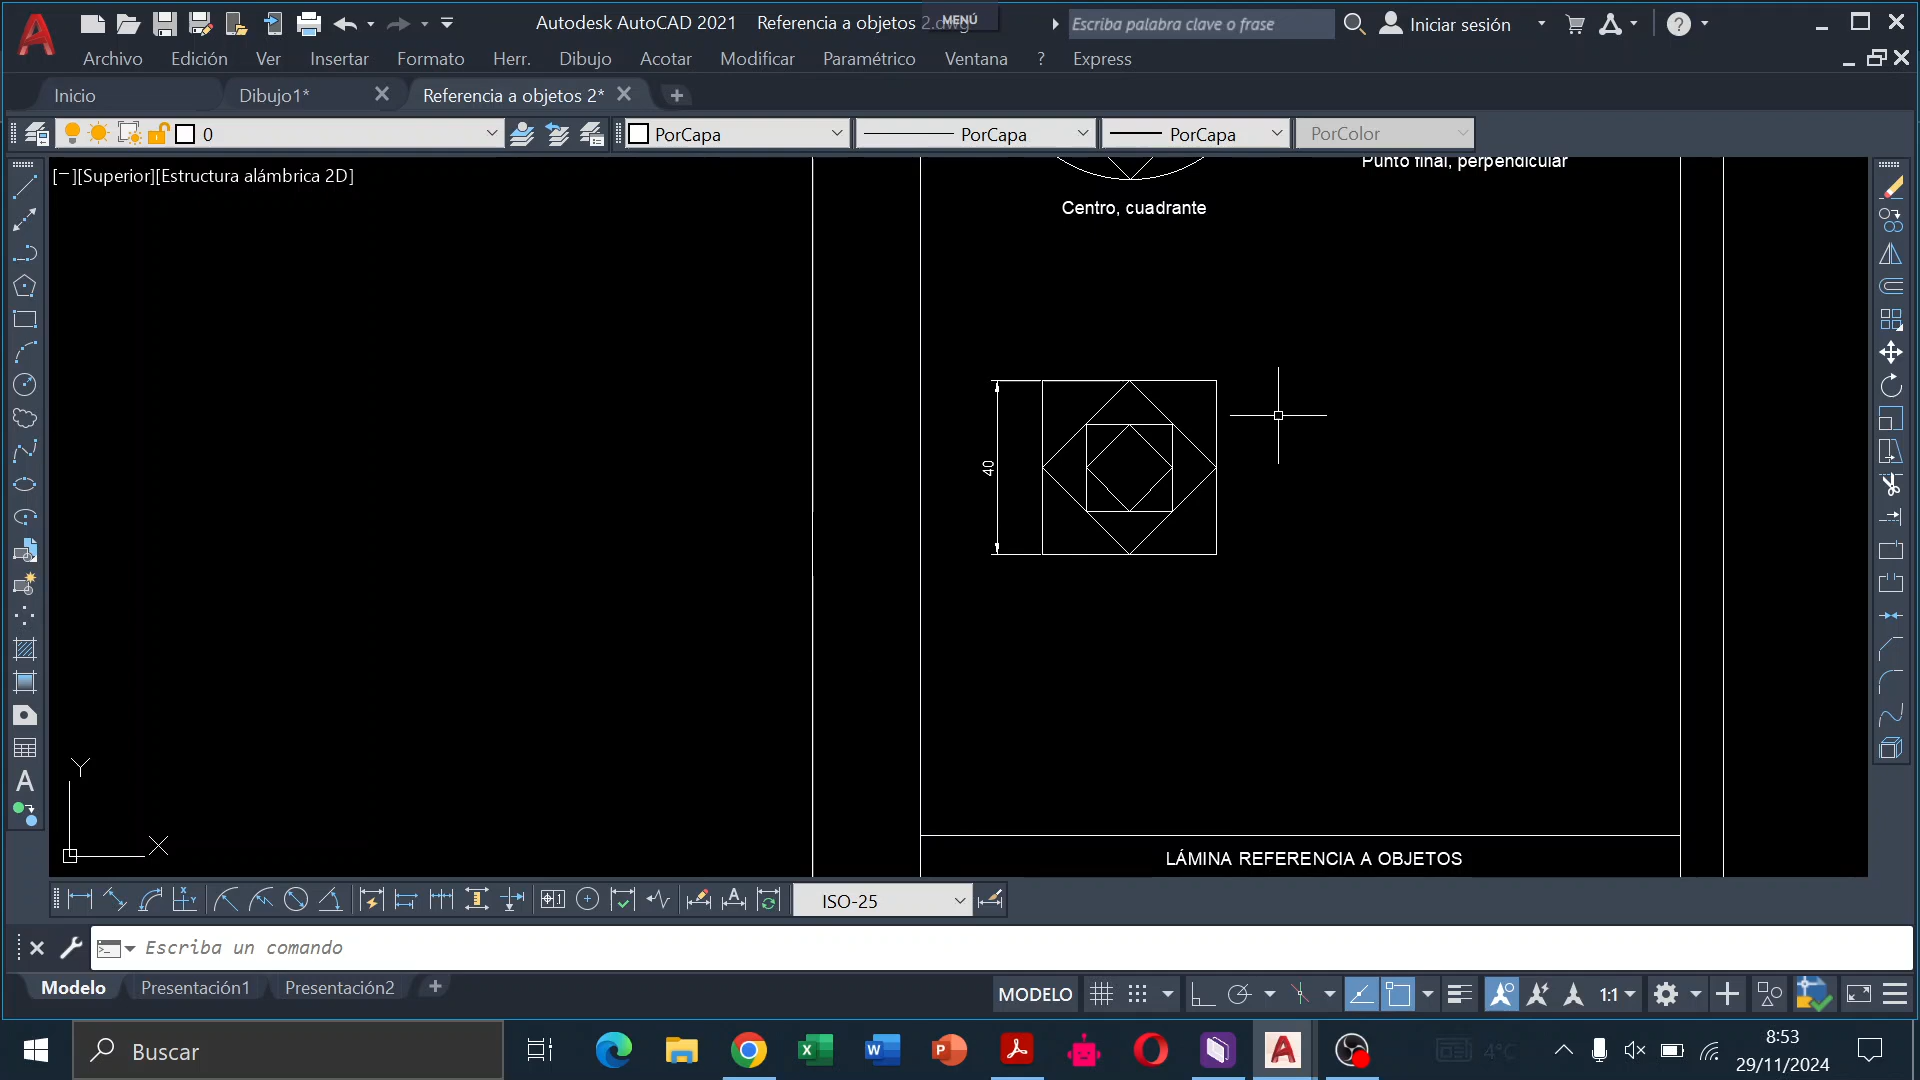 Autodesk AutoCAD 2021 Referencia a objetos 2.dwg
MENÚ
Escriba palabra clave o frase
Iniciar sesión
?
Archivo Edición Ver Insertar Formato Herr. Dibujo Acotar Modificar Paramétrico Ventana ? Express
Inicio Dibujo1* Referencia a objetos 2*
0 PorCapa PorCapa PorCapa PorColor
[−][Superior][Estructura alámbrica 2D]
Punto final, perpendicular
Centro, cuadrante
40
Y
X
LÁMINA REFERENCIA A OBJETOS
ISO-25
Escriba un comando
Modelo Presentación1 Presentación2
MODELO 1:1
Buscar
4°C
8:53
29/11/2024